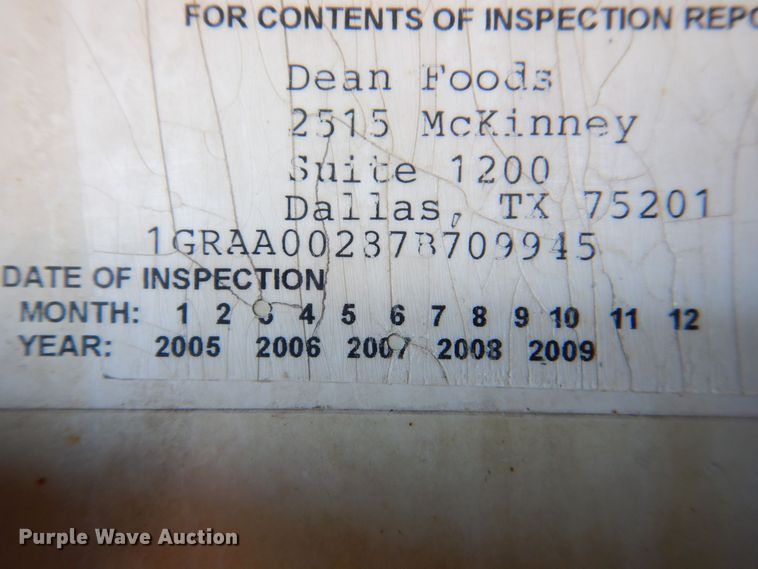 FOR CONTENTS OF INSPECTION REPO
Dean Foods
2515 McKinney
Suite 1200
Dallas, TX 75201
1GRAA00237B709945
DATE OF INSPECTION
MONTH: 1 2 3 4 5 6 7 8 9 10 11 12
YEAR: 2005 2006 2007 2008 2009
Purple Wave Auction